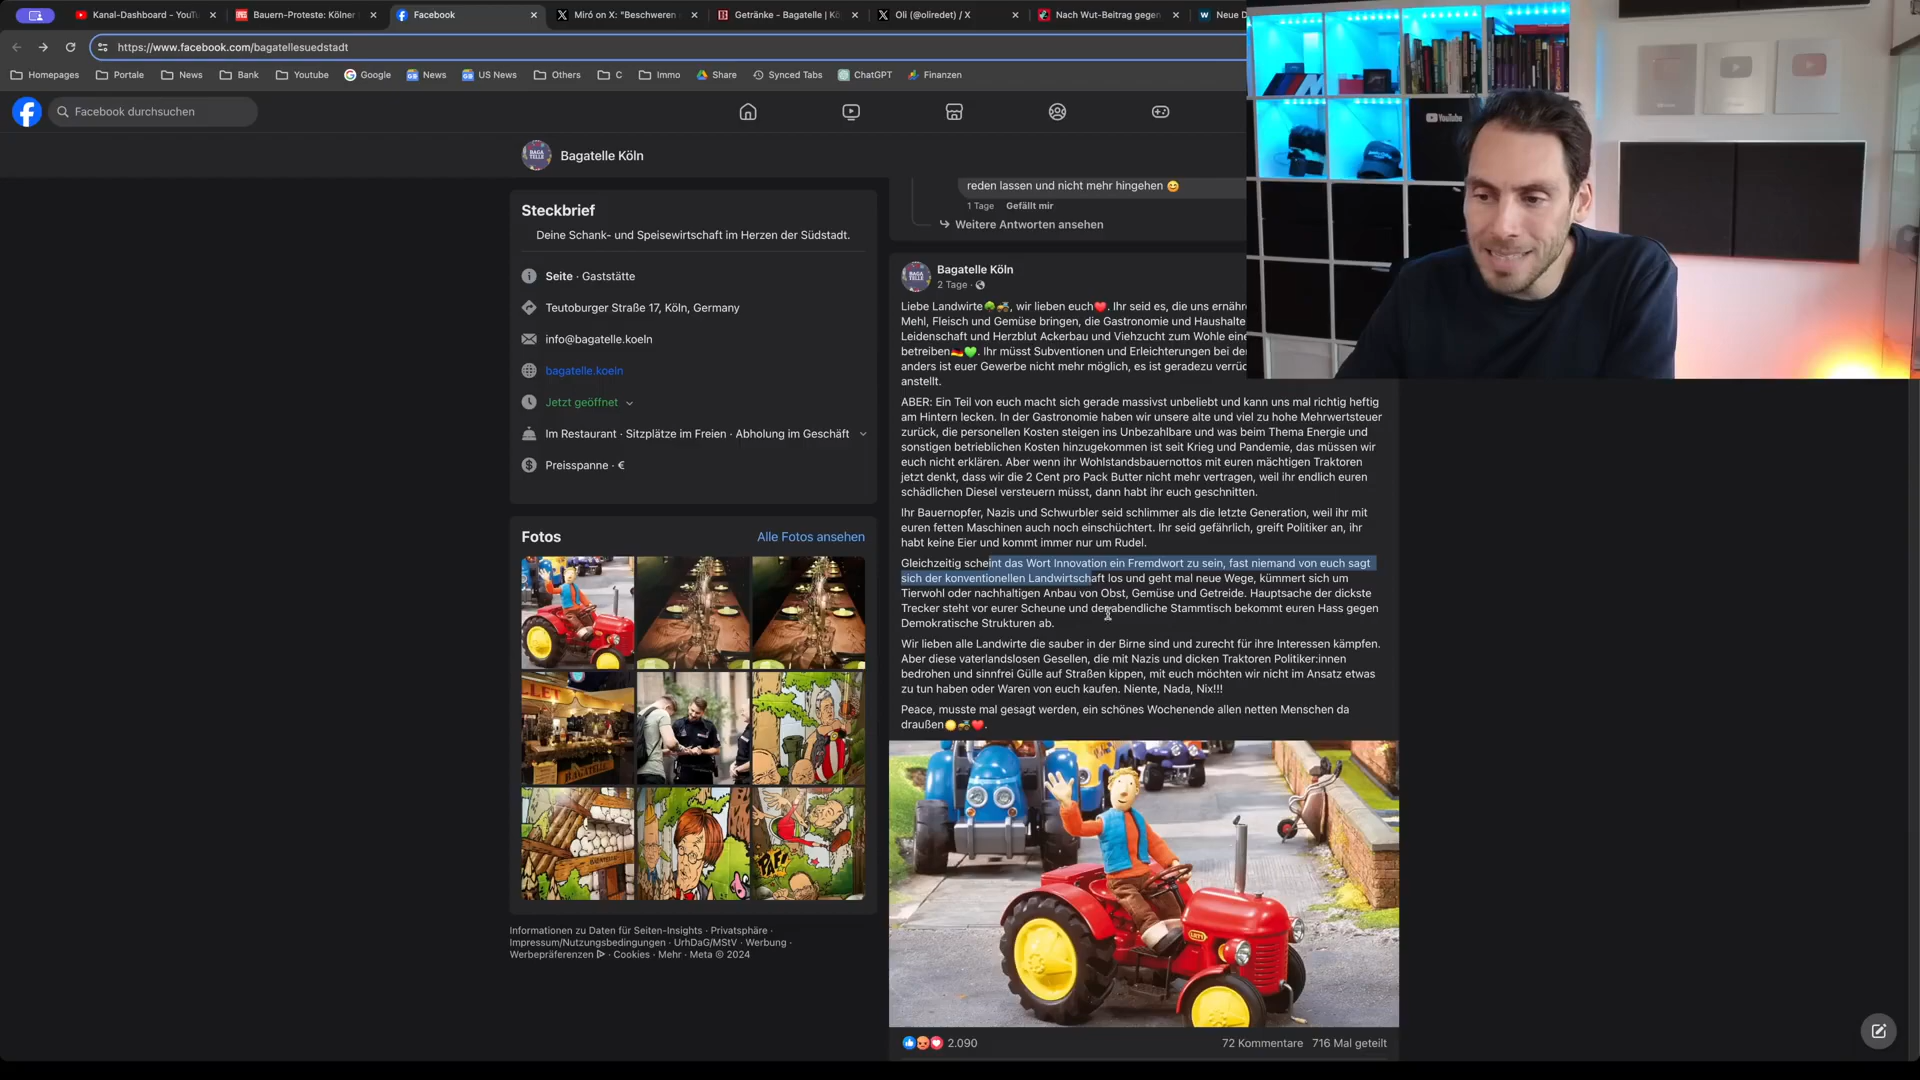 Kanal-Dashboard - YouTu
Bauern-Proteste: Kölner
Facebook
Miró on X: "Beschweren
Getränke - Bagatelle | Kö
Oli (@oliredet) / X
Nach Wut-Beitrag gegen
Neue D
https://www.facebook.com/bagatellesuedstadt
Homepages
Portale
News
Bank
Youtube
Google
News
US News
Others
C
Immo
Share
Synced Tabs
ChatGPT
Finanzen
Facebook durchsuchen
YouTube
Bagatelle Köln
Steckbrief
Deine Schank- und Speisewirtschaft im Herzen der Südstadt.
Seite · Gaststätte
Teutoburger Straße 17, Köln, Germany
info@bagatelle.koeln
bagatelle.koeln
Jetzt geöffnet
Im Restaurant · Sitzplätze im Freien · Abholung im Geschäft
Preisspanne · €
Fotos
Alle Fotos ansehen
Informationen zu Daten für Seiten-Insights · Privatsphäre ·
Impressum/Nutzungsbedingungen · UrhDaG/MStV · Werbung ·
Werbepräferenzen · Cookies · Mehr · Meta © 2024
reden lassen und nicht mehr hingehen 😊
1 Tage Gefällt mir
Weitere Antworten ansehen
Bagatelle Köln
2 Tage ·
Liebe Landwirte🌳🚜, wir lieben euch❤️. Ihr seid es, die uns ernähre
Mehl, Fleisch und Gemüse bringen, die Gastronomie und Haushalte
Leidenschaft und Herzblut Ackerbau und Viehzucht zum Wohle eine
betreiben🇩🇪💚. Ihr müsst Subventionen und Erleichterungen bei der
anders ist euer Gewerbe nicht mehr möglich, es ist geradezu verrüc
anstellt.
ABER: Ein Teil von euch macht sich gerade massivst unbeliebt und kann uns mal richtig heftig
am Hintern lecken. In der Gastronomie haben wir unsere alte und viel zu hohe Mehrwertsteuer
zurück, die personellen Kosten steigen ins Unbezahlbare und was beim Thema Energie und
sonstigen betrieblichen Kosten hinzugekommen ist seit Krieg und Pandemie, das müssen wir
euch nicht erklären. Aber wenn ihr Wohlstandsbauernottos mit euren mächtigen Traktoren
jetzt denkt, dass wir die 2 Cent pro Pack Butter nicht mehr vertragen, weil ihr endlich euren
schädlichen Diesel versteuern müsst, dann habt ihr euch geschnitten.
Ihr Bauernopfer, Nazis und Schwurbler seid schlimmer als die letzte Generation, weil ihr mit
euren fetten Maschinen auch noch einschüchtert. Ihr seid gefährlich, greift Politiker an, ihr
habt keine Eier und kommt immer nur um Rudel.
Gleichzeitig scheint das Wort Innovation ein Fremdwort zu sein, fast niemand von euch sagt
sich der konventionellen Landwirtschaft los und geht mal neue Wege, kümmert sich um
Tierwohl oder nachhaltigen Anbau von Obst, Gemüse und Getreide. Hauptsache der dickste
Trecker steht vor eurer Scheune und der abendliche Stammtisch bekommt euren Hass gegen
Demokratische Strukturen ab.
Wir lieben alle Landwirte die sauber in der Birne sind und zurecht für ihre Interessen kämpfen.
Aber diese vaterlandslosen Gesellen, die mit Nazis und dicken Traktoren Politiker:innen
bedrohen und sinnfrei Gülle auf Straßen kippen, mit euch möchten wir nicht im Ansatz etwas
zu tun haben oder Waren von euch kaufen. Niente, Nada, Nix!!!
Peace, musste mal gesagt werden, ein schönes Wochenende allen netten Menschen da
draußen🌞🚜❤️.
2.090
72 Kommentare 716 Mal geteilt